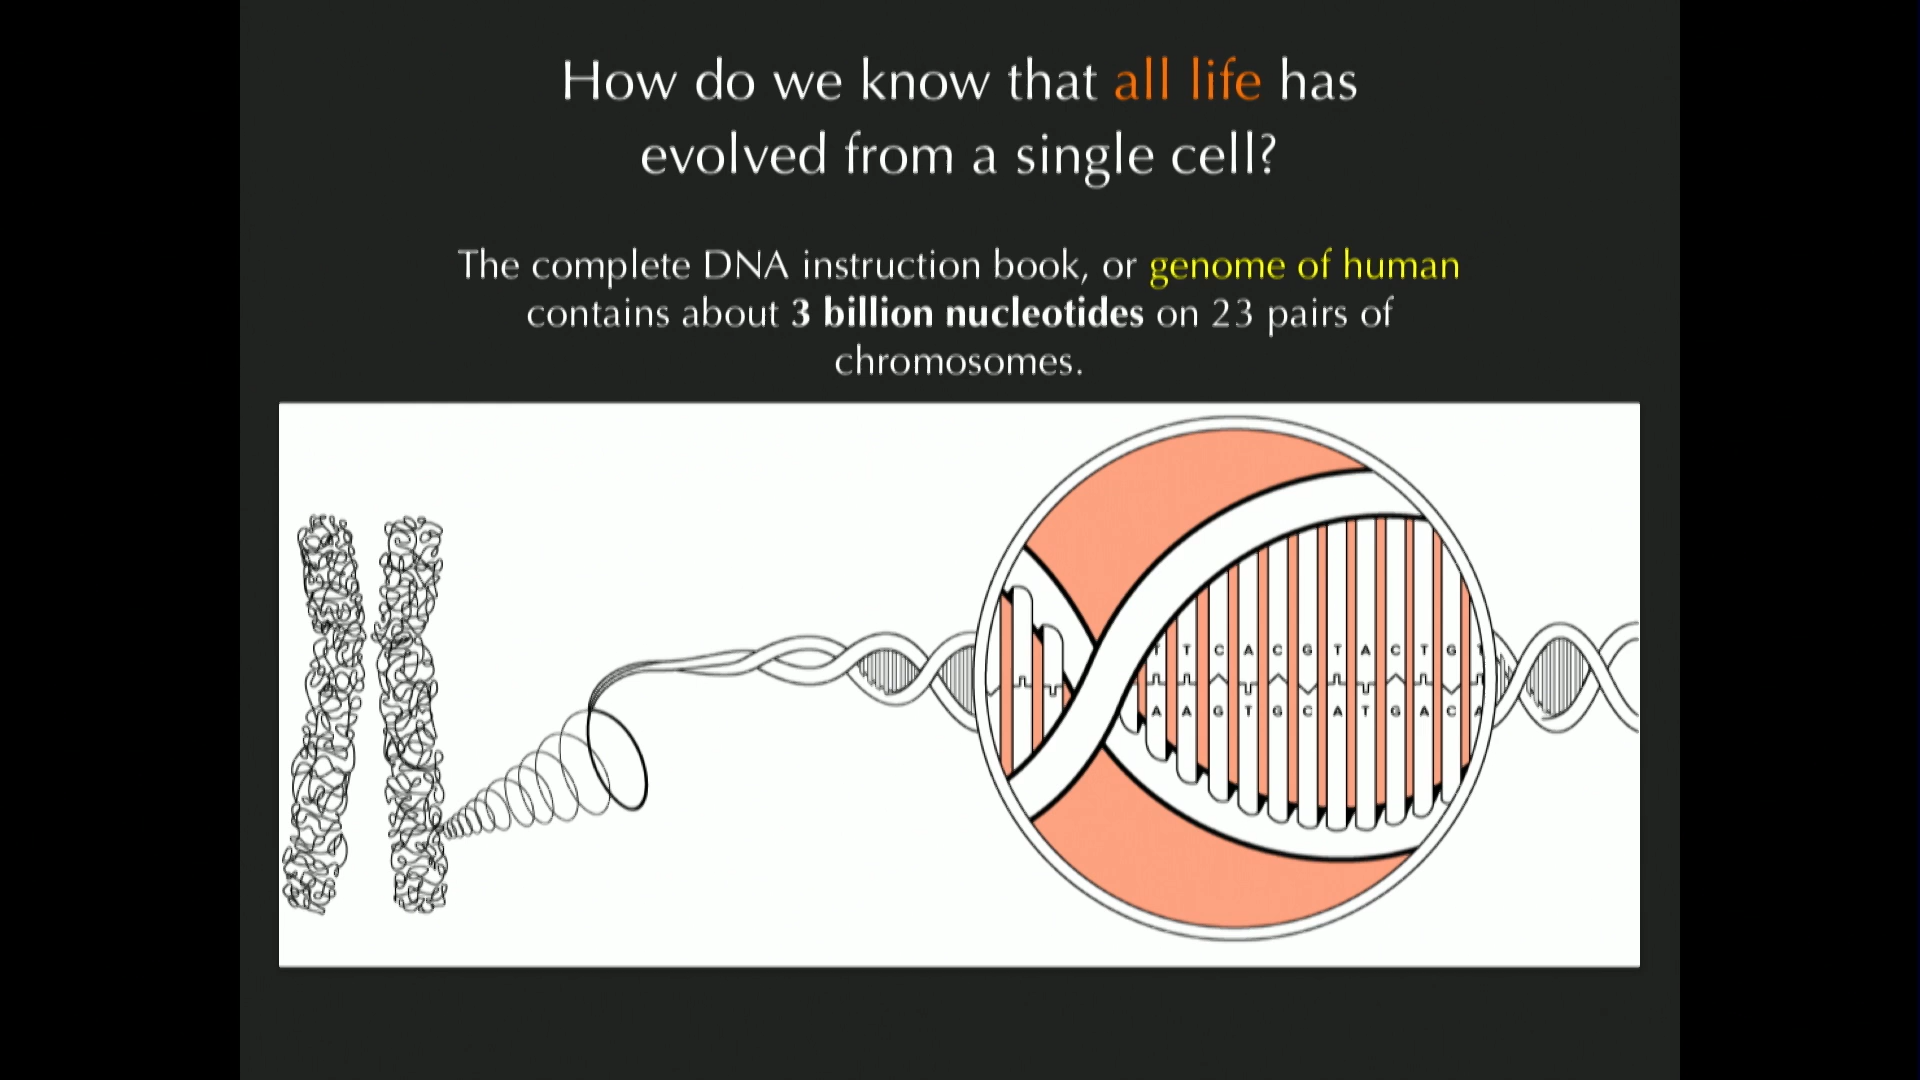 How do we know that all life has
evolved from a single cell?
The complete DNA instruction book, or genome of human
contains about 3 billion nucleotides on 23 pairs of
chromosomes.
T T C A C G T A C T G T
A A G T G C A T G A C A